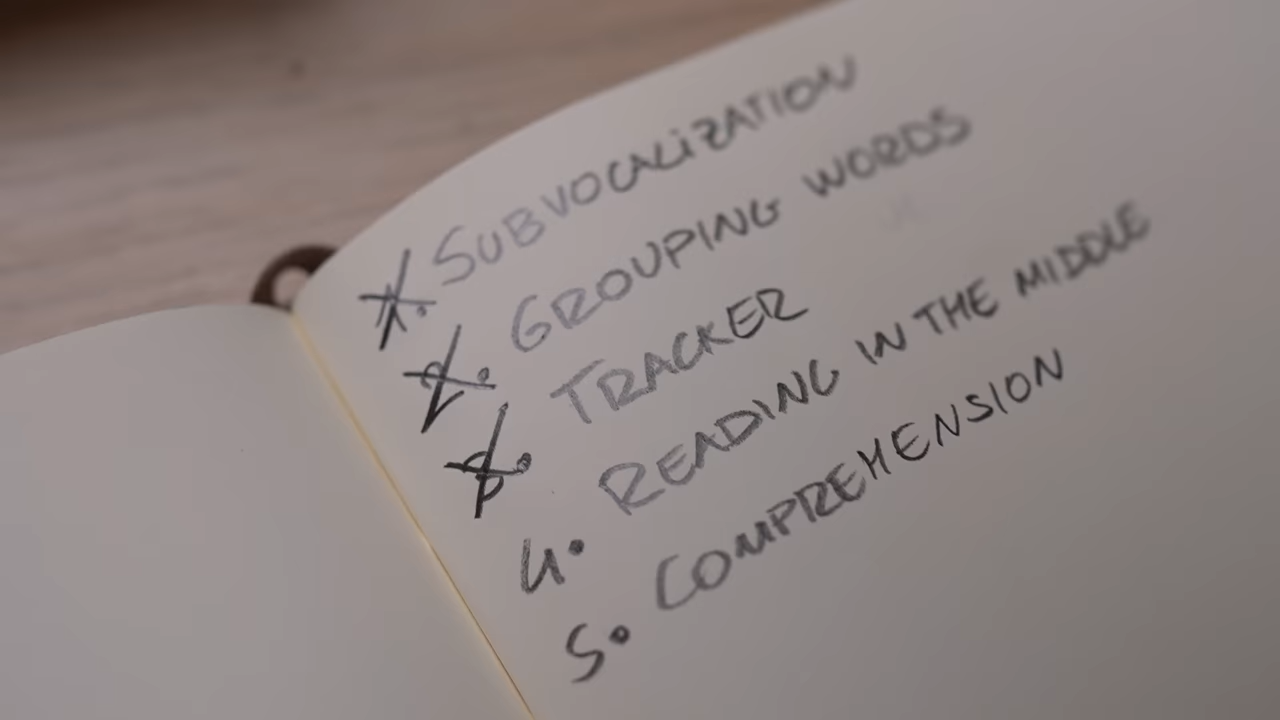 1. SUBVOCALIZATION
2. GROUPING WORDS
3. TRACKER
4. READING IN THE MIDDLE
5. COMPREHENSION